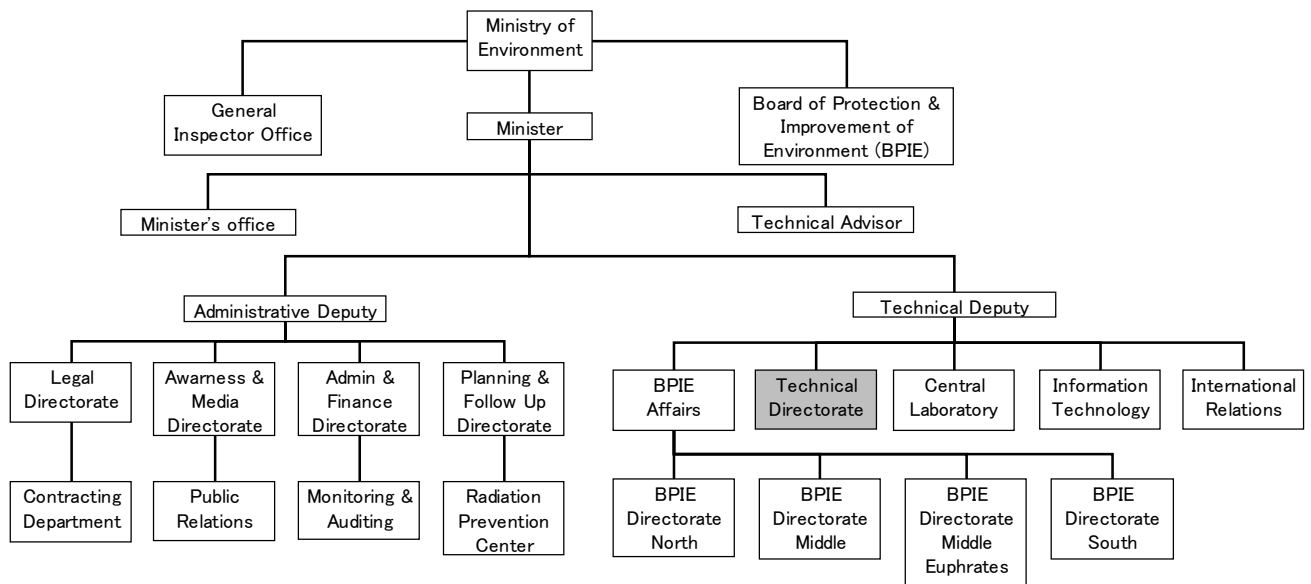 Ministry of
Environment
General
Inspector Office
Minister
Board of Protection &
Improvement of
Environment (BPIE)
Minister's office
Technical Advisor
Administrative Deputy
Technical Deputy
Legal
Directorate
Awarness &
Media
Directorate
Admin &
Finance
Directorate
Planning &
Follow Up
Directorate
BPIE
Affairs
Technical
Directorate
Central
Laboratory
Information
Technology
International
Relations
Contracting
Department
Public
Relations
Monitoring &
Auditing
Radiation
Prevention
Center
BPIE
Directorate
North
BPIE
Directorate
Middle
BPIE
Directorate
Middle
Euphrates
BPIE
Directorate
South